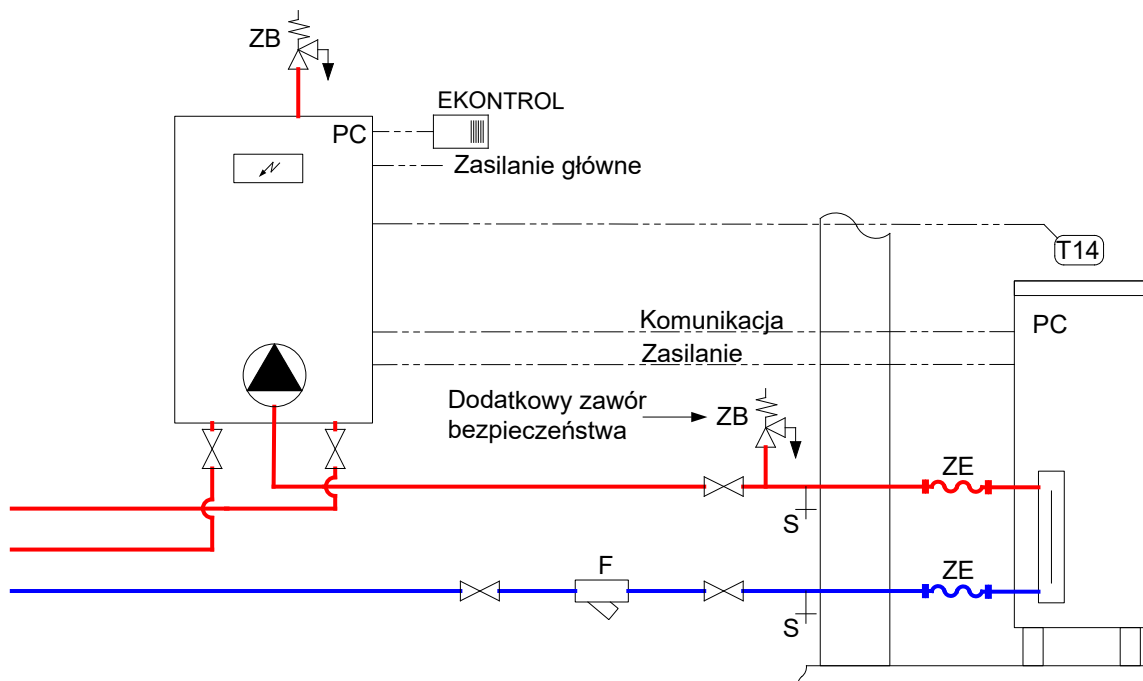 ZB
EKONTROL
PC
Zasilanie główne
T14
Komunikacja
PC
Zasilanie
Dodatkowy zawór
bezpieczeństwa
ZB
ZE
S
F
ZE
S